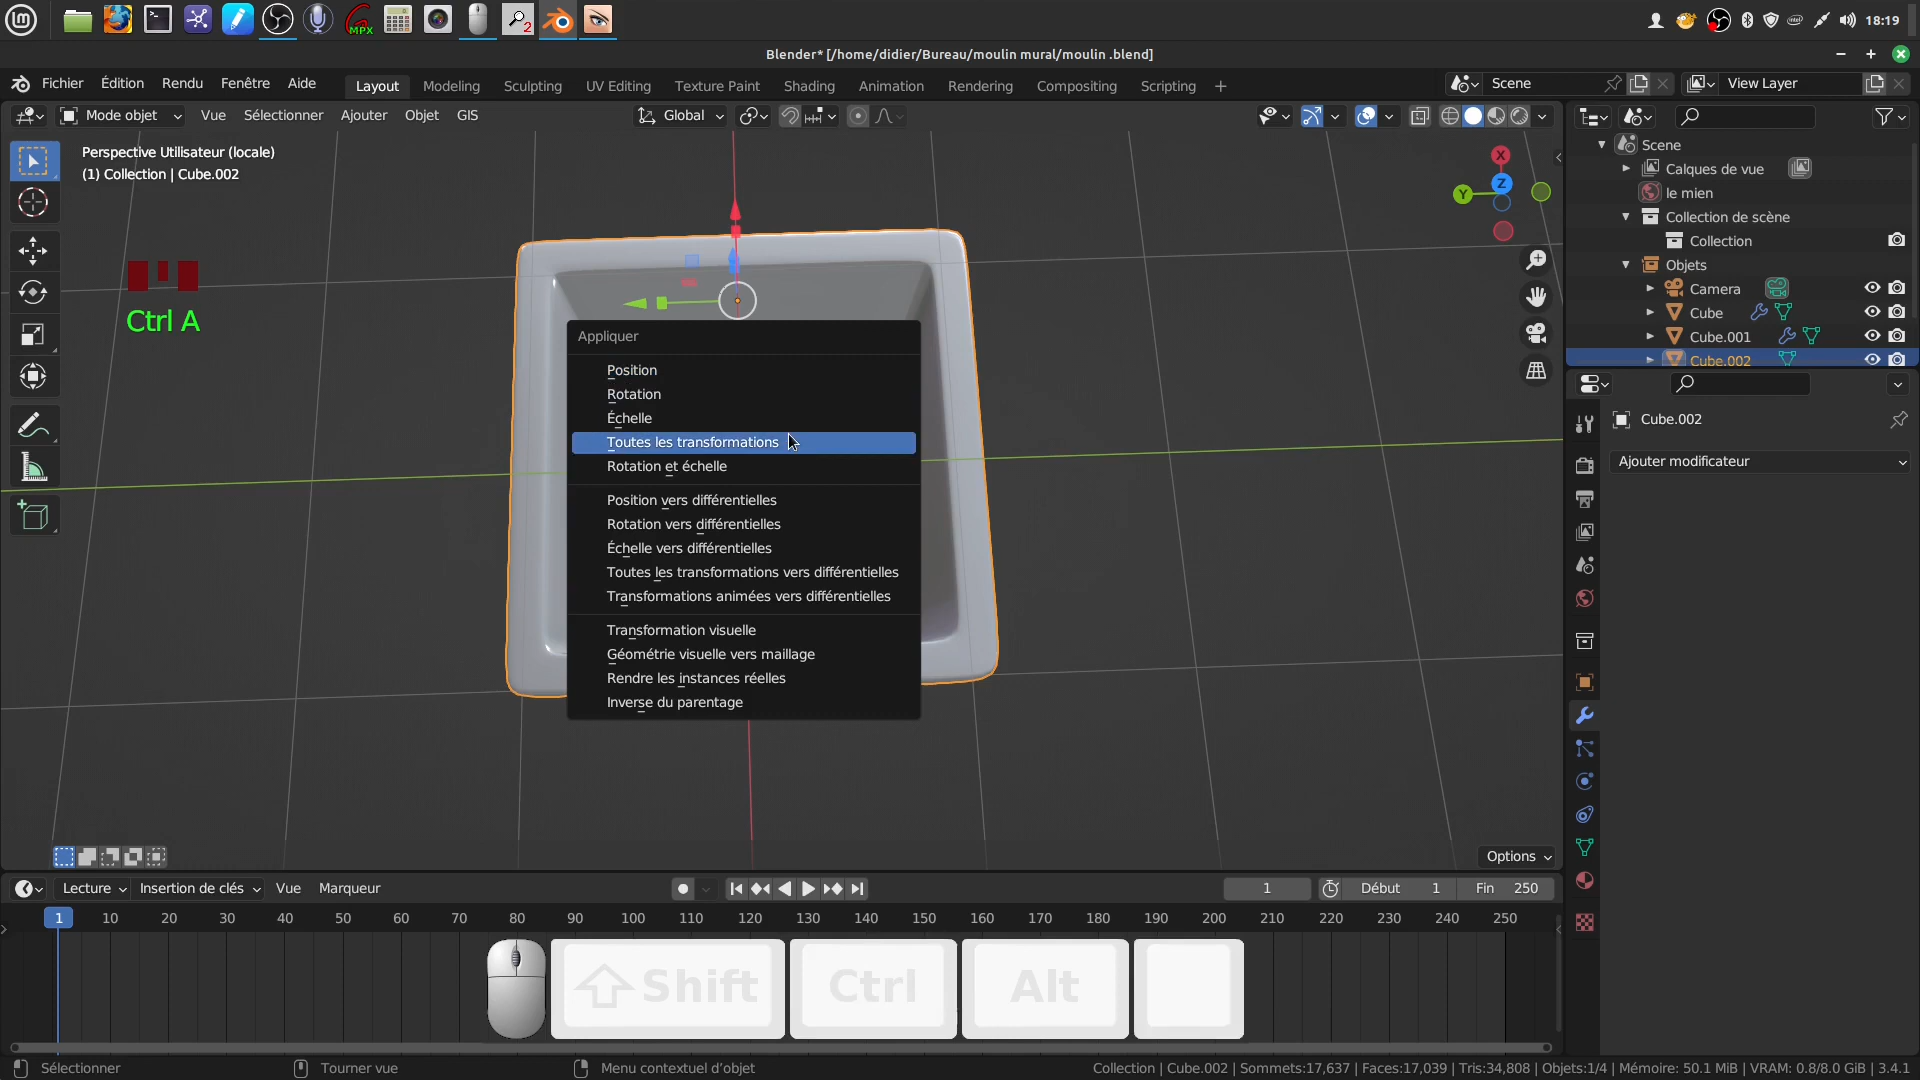 MPX
2
18:19
Blender* [/home/didier/Bureau/moulin mural/moulin .blend]
Fichier Édition Rendu Fenêtre Aide
Layout Modeling Sculpting UV Editing Texture Paint Shading Animation Rendering Compositing Scripting +
Scene
View Layer
Mode objet Vue Sélectionner Ajouter Objet GIS
Global
Perspective Utilisateur (locale)
(1) Collection | Cube.002
Ctrl A
X
Y
Z
Appliquer
Position
Rotation
Échelle
Toutes les transformations
Rotation et échelle
Position vers différentielles
Rotation vers différentielles
Échelle vers différentielles
Toutes les transformations vers différentielles
Transformations animées vers différentielles
Transformation visuelle
Géométrie visuelle vers maillage
Rendre les instances réelles
Inverse du parentage
Scene
Calques de vue
le mien
Collection de scène
Collection
Objets
Camera
Cube
Cube.001
Cube.002
Cube.002
Ajouter modificateur
Options
Lecture Insertion de clés Vue Marqueur
1
Début 1
Fin 250
1 10 20 30 40 50 60 70 80 90 100 110 120 130 140 150 160 170 180 190 200 210 220 230 240 250
Shift Ctrl Alt
Sélectionner
Tourner vue
Menu contextuel d'objet
Collection | Cube.002 | Sommets:17,637 | Faces:17,039 | Tris:34,808 | Objets:1/4 | Mémoire: 50.1 MiB | VRAM: 0.8/8.0 GiB | 3.4.1